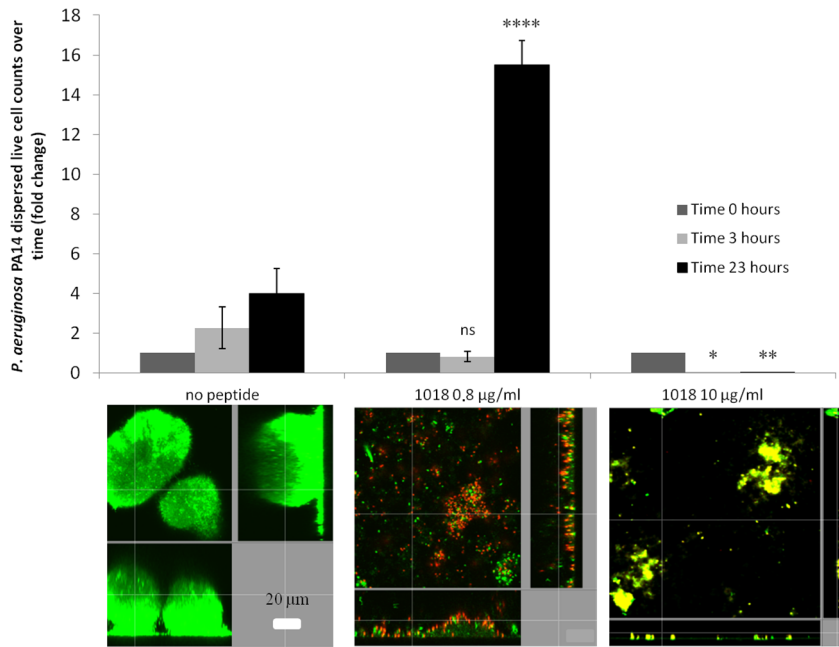 P. aeruginosa PA14 dispersed live cell counts over
time (fold change)
18
16
14
12
10
8
6
4
2
0
****
ns
*
**
Time 0 hours
Time 3 hours
Time 23 hours
no peptide
1018 0,8 µg/ml
1018 10 µg/ml
20 µm